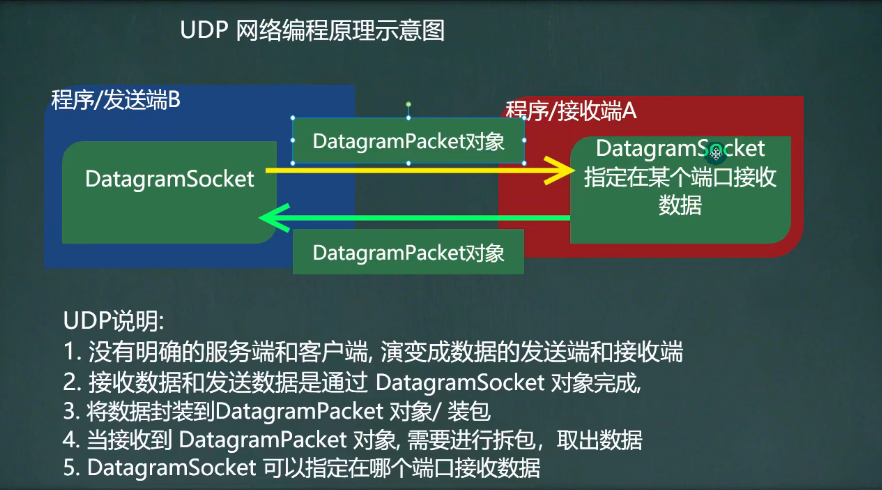 UDP 网络编程原理示意图
程序/发送端B
程序/接收端A
DatagramPacket对象
DatagramSocket
DatagramSocket
指定在某个端口接收
数据
DatagramPacket对象
UDP说明:
1. 没有明确的服务端和客户端, 演变成数据的发送端和接收端
2. 接收数据和发送数据是通过 DatagramSocket 对象完成,
3. 将数据封装到DatagramPacket 对象/ 装包
4. 当接收到 DatagramPacket 对象, 需要进行拆包，取出数据
5. DatagramSocket 可以指定在哪个端口接收数据